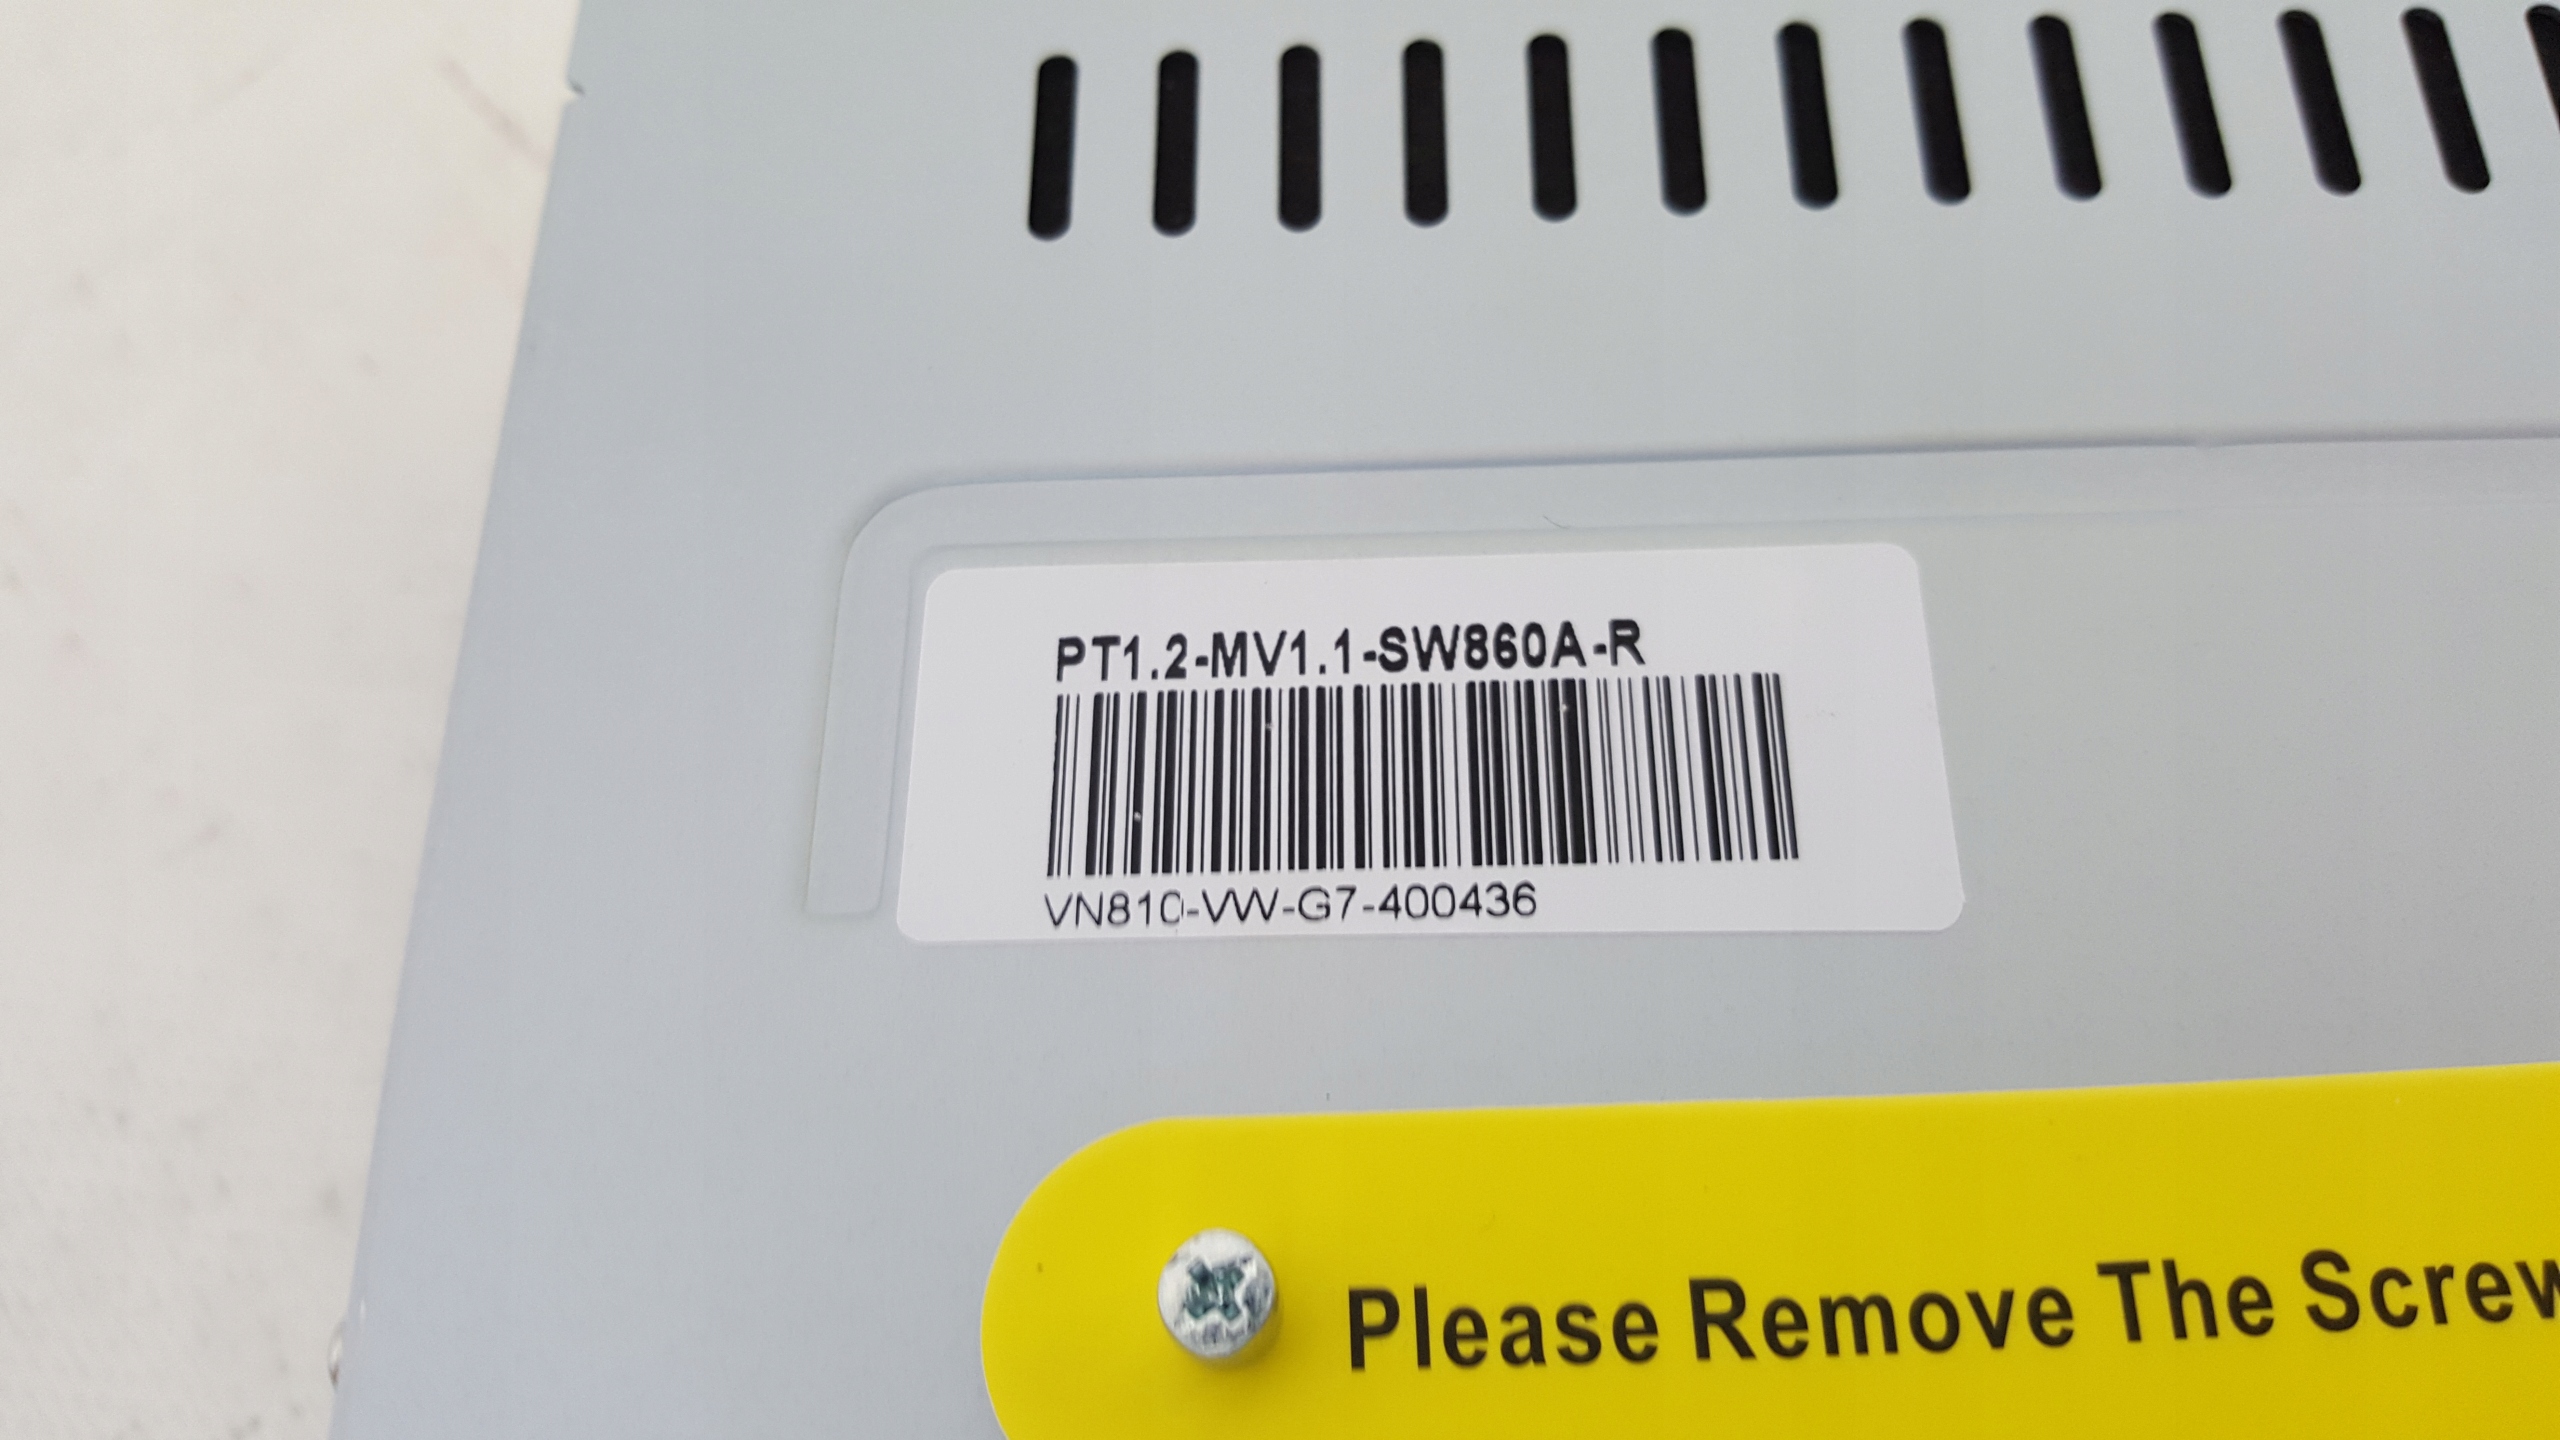 PT1.2-MV1.1-SW860A-R
VN810-VW-G7-400436
Please Remove The Screw